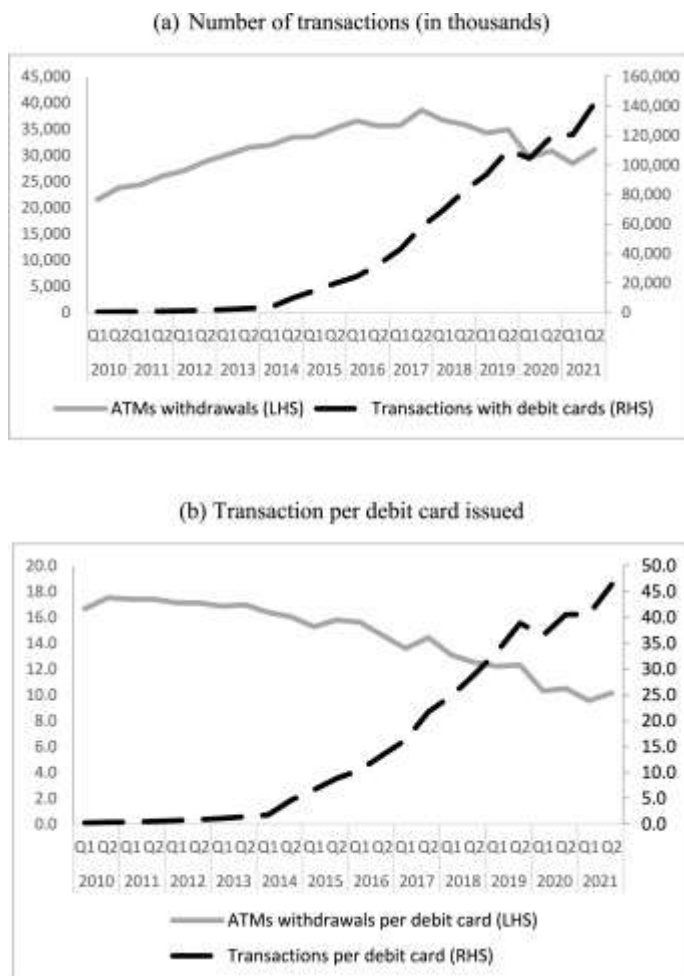 (a) Number of transactions (in thousands)
45,000 160,000
40,000 140,000
35,000 120,000
30,000 100,000
25,000 80,000
20,000 60,000
15,000 40,000
10,000 20,000
5,000
0 0
Q1 Q2 Q1 Q2 Q1 Q2 Q1 Q2 Q1 Q2 Q1 Q2 Q1 Q2 Q1 Q2 Q1 Q2 Q1 Q2 Q1 Q2 Q1 Q2
2010 2011 2012 2013 2014 2015 2016 2017 2018 2019 2020 2021
ATMs withdrawals (LHS) Transactions with debit cards (RHS)
(b) Transaction per debit card issued
20.0 50.0
18.0 45.0
16.0 40.0
14.0 35.0
12.0 30.0
10.0 25.0
8.0 20.0
6.0 15.0
4.0 10.0
2.0 5.0
0.0 0.0
Q1 Q2 Q1 Q2 Q1 Q2 Q1 Q2 Q1 Q2 Q1 Q2 Q1 Q2 Q1 Q2 Q1 Q2 Q1 Q2 Q1 Q2 Q1 Q2
2010 2011 2012 2013 2014 2015 2016 2017 2018 2019 2020 2021
ATMs withdrawals per debit card (LHS)
Transactions per debit card (RHS)